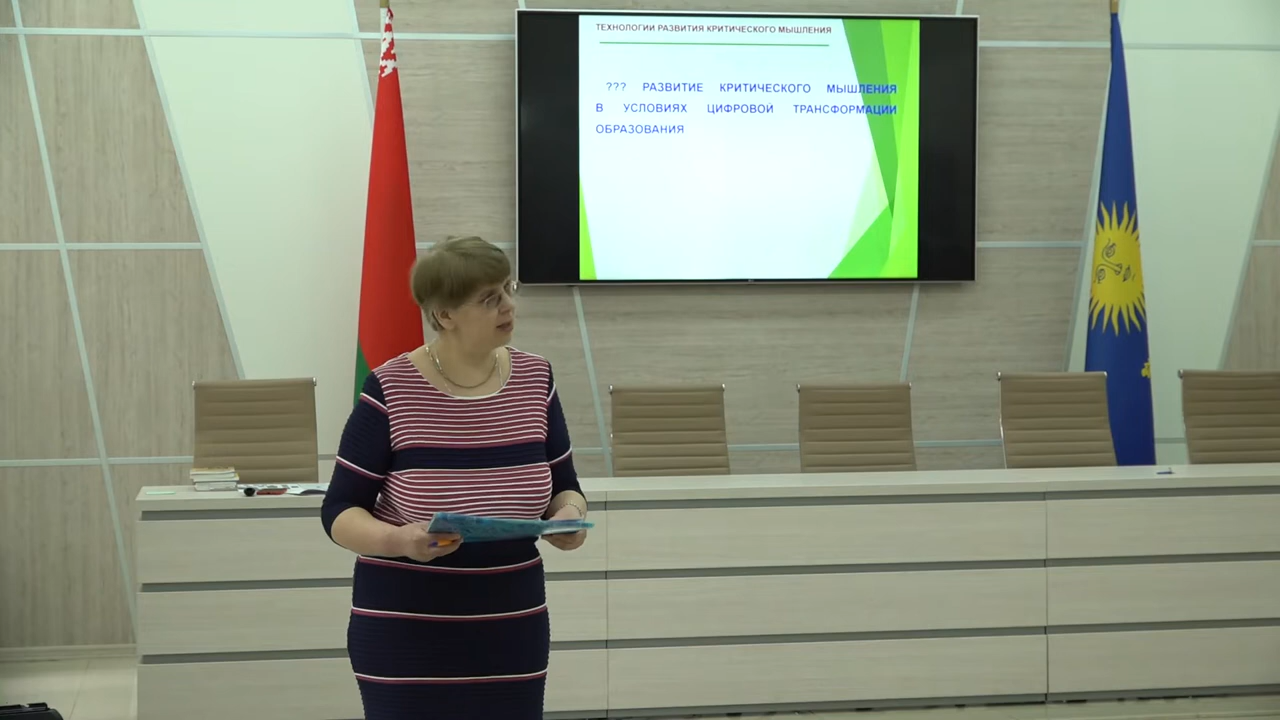 ТЕХНОЛОГИИ РАЗВИТИЯ КРИТИЧЕСКОГО МЫШЛЕНИЯ
??? РАЗВИТИЕ КРИТИЧЕСКОГО МЫШЛЕНИЯ
В УСЛОВИЯХ ЦИФРОВОЙ ТРАНСФОРМАЦИИ
ОБРАЗОВАНИЯ